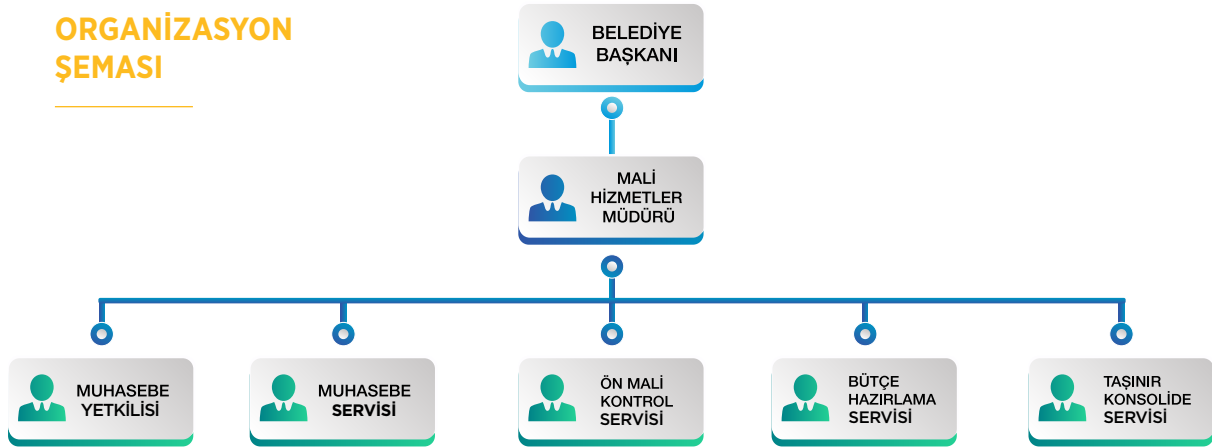 ORGANİZASYON
ŞEMASI
BELEDİYE
BAŞKANI
MALİ
HİZMETLER
MÜDÜRÜ
MUHASEBE
YETKİLİSİ
MUHASEBE
SERVİSİ
ÖN MALİ
KONTROL
SERVİSİ
BÜTÇE
HAZIRLAMA
SERVİSİ
TAŞINIR
KONSOLİDE
SERVİSİ